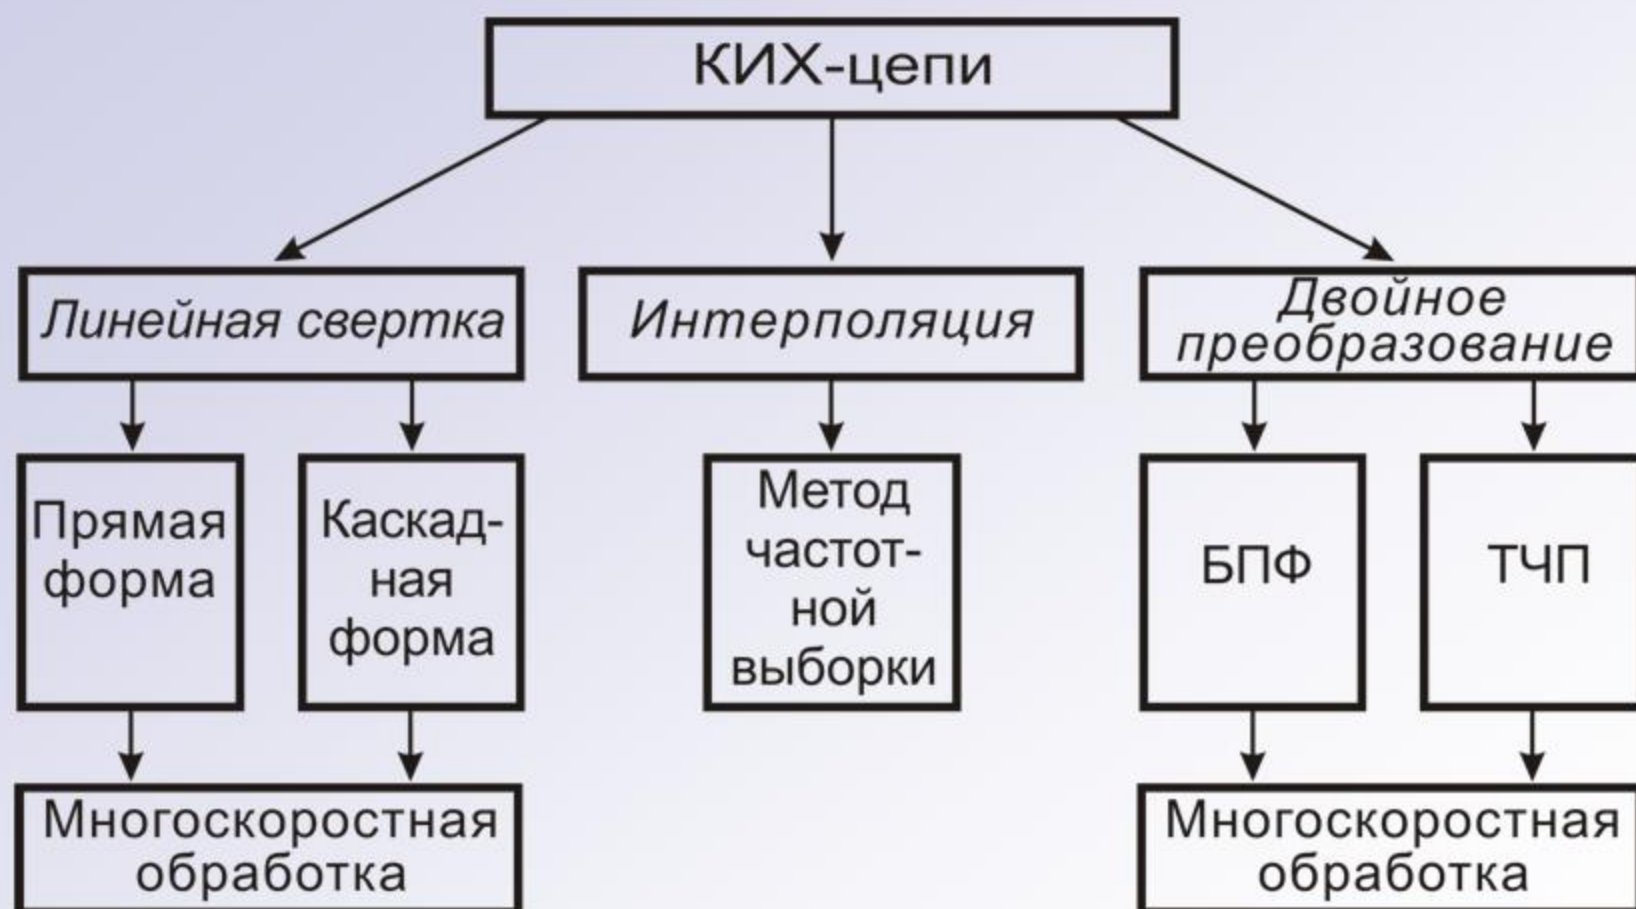 КИХ-цепи
Линейная свертка
Интерполяция
Двойное
преобразование
Прямая
форма
Каскад-
ная
форма
Метод
частот-
ной
выборки
БПФ
ТЧП
Многоскоростная
обработка
Многоскоростная
обработка